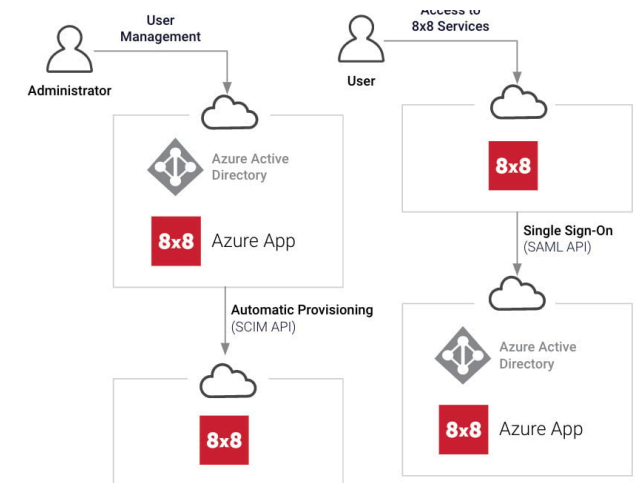 User
Management
Administrator
Azure Active
Directory
8x8
Azure App
Automatic Provisioning
(SCIM API)
8x8
Access to
8x8 Services
User
8x8
Single Sign-On
(SAML API)
Azure Active
Directory
8x8
Azure App